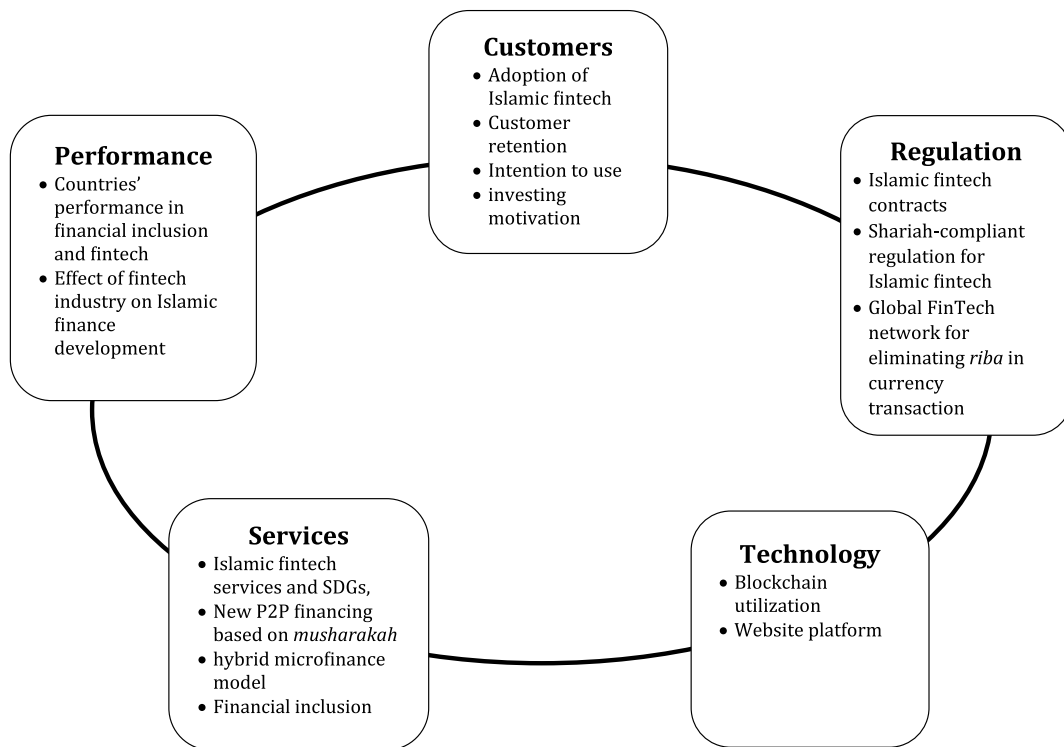 Customers
• Adoption of
Islamic fintech
• Customer
retention
• Intention to use
• investing
motivation
Performance
• Countries’
performance in
financial inclusion
and fintech
• Effect of fintech
industry on Islamic
finance
development
Regulation
• Islamic fintech
contracts
• Shariah-compliant
regulation for
Islamic fintech
• Global FinTech
network for
eliminating riba in
currency
transaction
Services
• Islamic fintech
services and SDGs,
• New P2P financing
based on musharakah
• hybrid microfinance
model
• Financial inclusion
Technology
• Blockchain
utilization
• Website platform